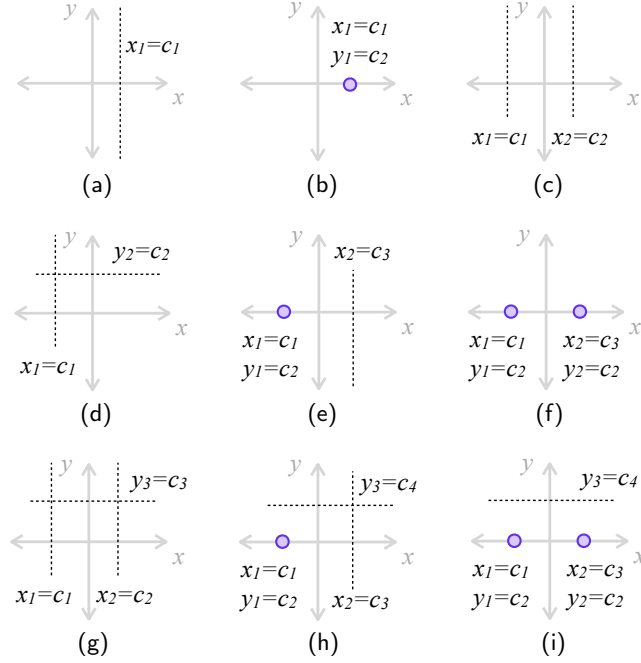 y
x₁=c₁
x
(a)
y
x₁=c₁
y₁=c₂
x
(b)
y
x
x₁=c₁
x₂=c₂
(c)
y
y₂=c₂
x
x₁=c₁
(d)
y
x₂=c₃
x
x₁=c₁
y₁=c₂
(e)
y
x
x₁=c₁
x₂=c₃
y₁=c₂
y₂=c₂
(f)
y
y₃=c₃
x
x₁=c₁
x₂=c₂
(g)
y
y₃=c₄
x
x₁=c₁
y₁=c₂
x₂=c₃
(h)
y
y₃=c₄
x
x₁=c₁
x₂=c₃
y₁=c₂
y₂=c₂
(i)